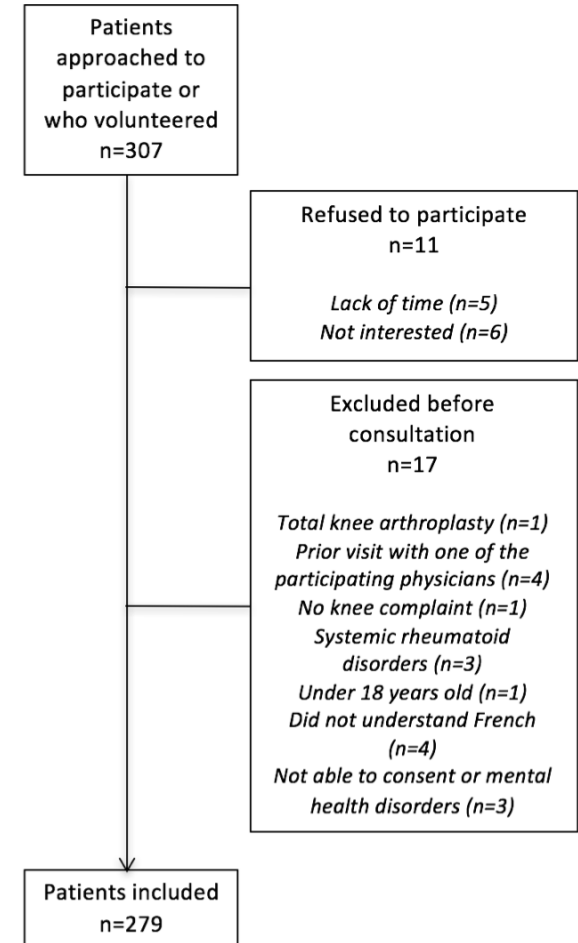 Patients
approached to
participate or
who volunteered
n=307
Refused to participate
n=11
Lack of time (n=5)
Not interested (n=6)
Excluded before
consultation
n=17
Total knee arthroplasty (n=1)
Prior visit with one of the
participating physicians (n=4)
No knee complaint (n=1)
Systemic rheumatoid
disorders (n=3)
Under 18 years old (n=1)
Did not understand French
(n=4)
Not able to consent or mental
health disorders (n=3)
Patients included
n=279